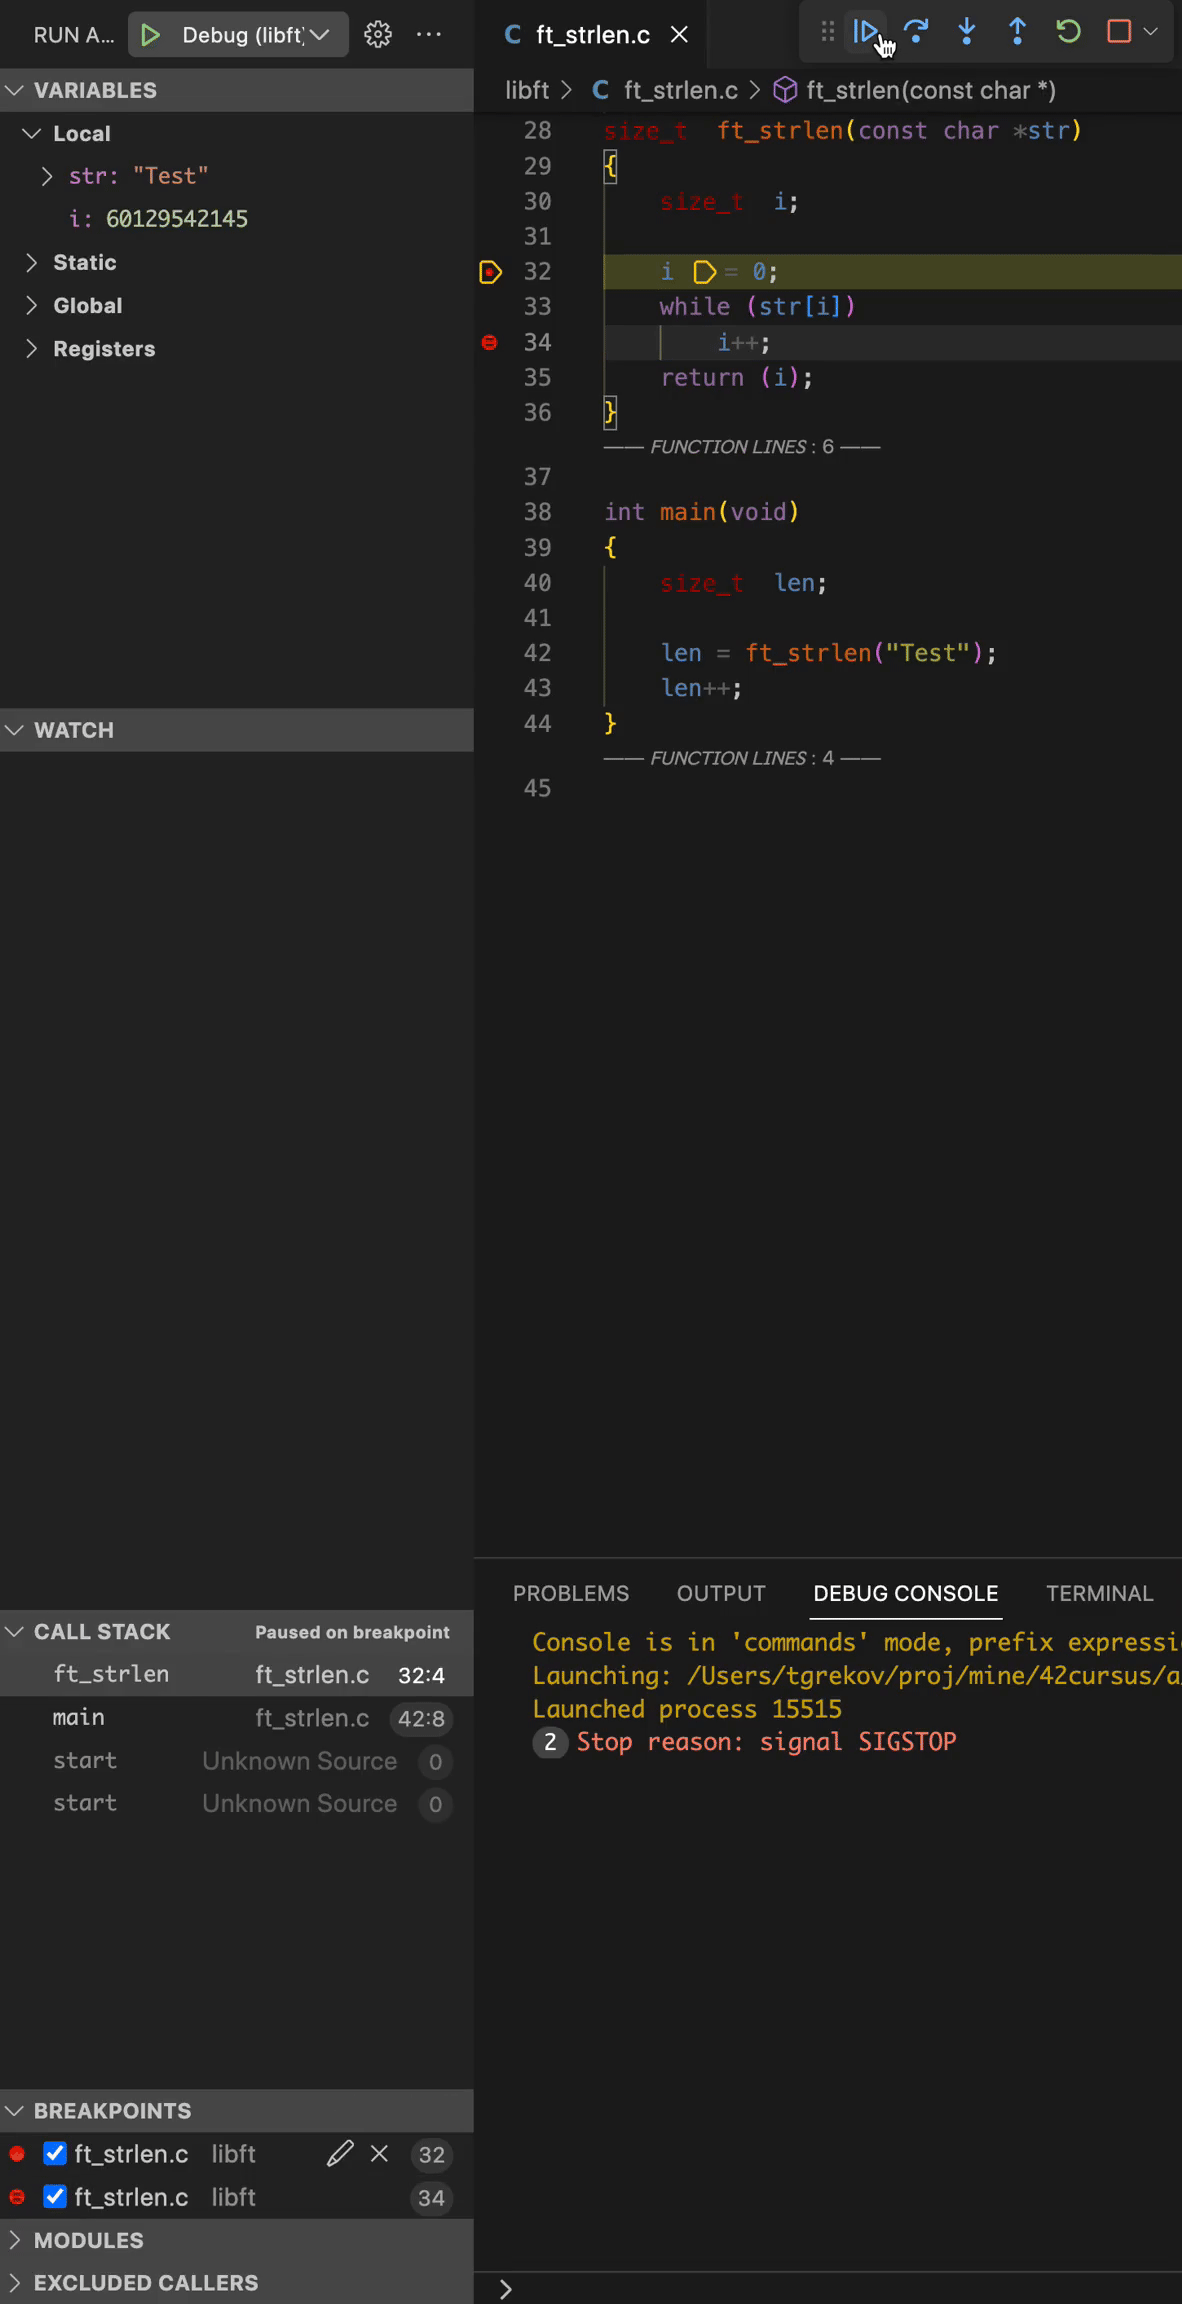 RUN A... Debug (libft) ...
VARIABLES
Local
str: "Test"
i: 60129542145
Static
Global
Registers
WATCH
CALL STACK Paused on breakpoint
ft_strlen ft_strlen.c 32:4
main ft_strlen.c 42:8
start Unknown Source 0
start Unknown Source 0
BREAKPOINTS
ft_strlen.c libft 32
ft_strlen.c libft 34
MODULES
EXCLUDED CALLERS
C ft_strlen.c
libft > C ft_strlen.c > ft_strlen(const char *)
28 size_t ft_strlen(const char *str)
29 {
30 size_t i;
31
32 i = 0;
33 while (str[i])
34 i++;
35 return (i);
36 }
—— FUNCTION LINES : 6 ——
37
38 int main(void)
39 {
40 size_t len;
41
42 len = ft_strlen("Test");
43 len++;
44 }
—— FUNCTION LINES : 4 ——
45
PROBLEMS OUTPUT DEBUG CONSOLE TERMINAL
Console is in 'commands' mode, prefix expressi
Launching: /Users/tgrekov/proj/mine/42cursus/a
Launched process 15515
2 Stop reason: signal SIGSTOP
>